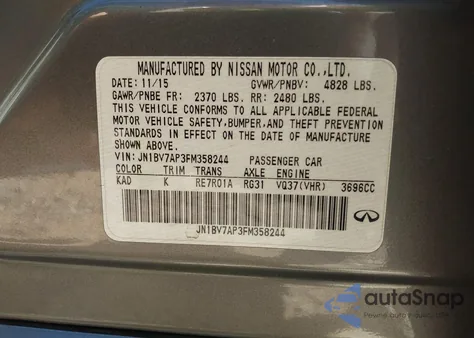 MANUFACTURED BY NISSAN MOTOR CO.,LTD.
DATE: 11/15 GVWR/PNBV: 4828 LBS.
GAWR/PNBE FR: 2370 LBS. RR: 2480 LBS.
THIS VEHICLE CONFORMS TO ALL APPLICABLE FEDERAL
MOTOR VEHICLE SAFETY,BUMPER,AND THEFT PREVENTION
STANDARDS IN EFFECT ON THE DATE OF MANUFACTURE
SHOWN ABOVE.
VIN: JN1BV7AP3FM358244 PASSENGER CAR
COLOR TRIM TRANS AXLE ENGINE
KAD K RE7R01A RG31 VQ37(VHR) 3696CC
JN1BV7AP3FM358244
autoSnap